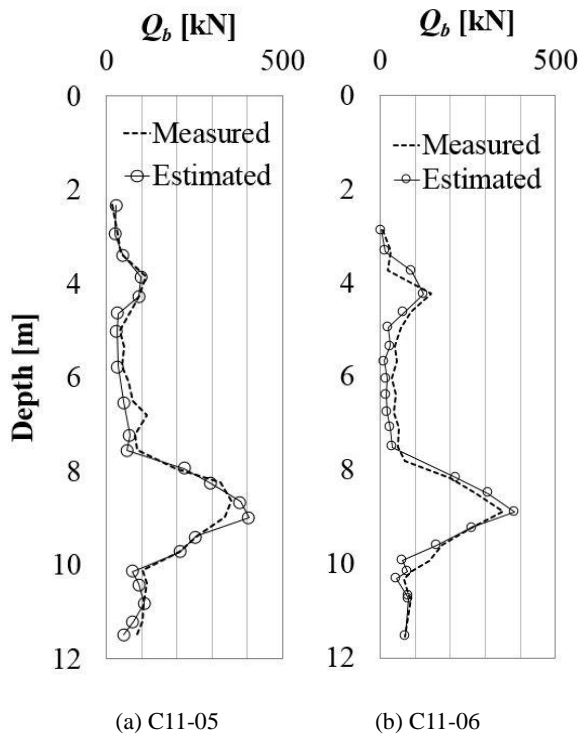 Q_b [kN]
0 500
0
Measured
Estimated
2
4
6
8
10
12
Depth [m]
(a) C11-05
Q_b [kN]
0 500
0
Measured
Estimated
2
4
6
8
10
12
(b) C11-06